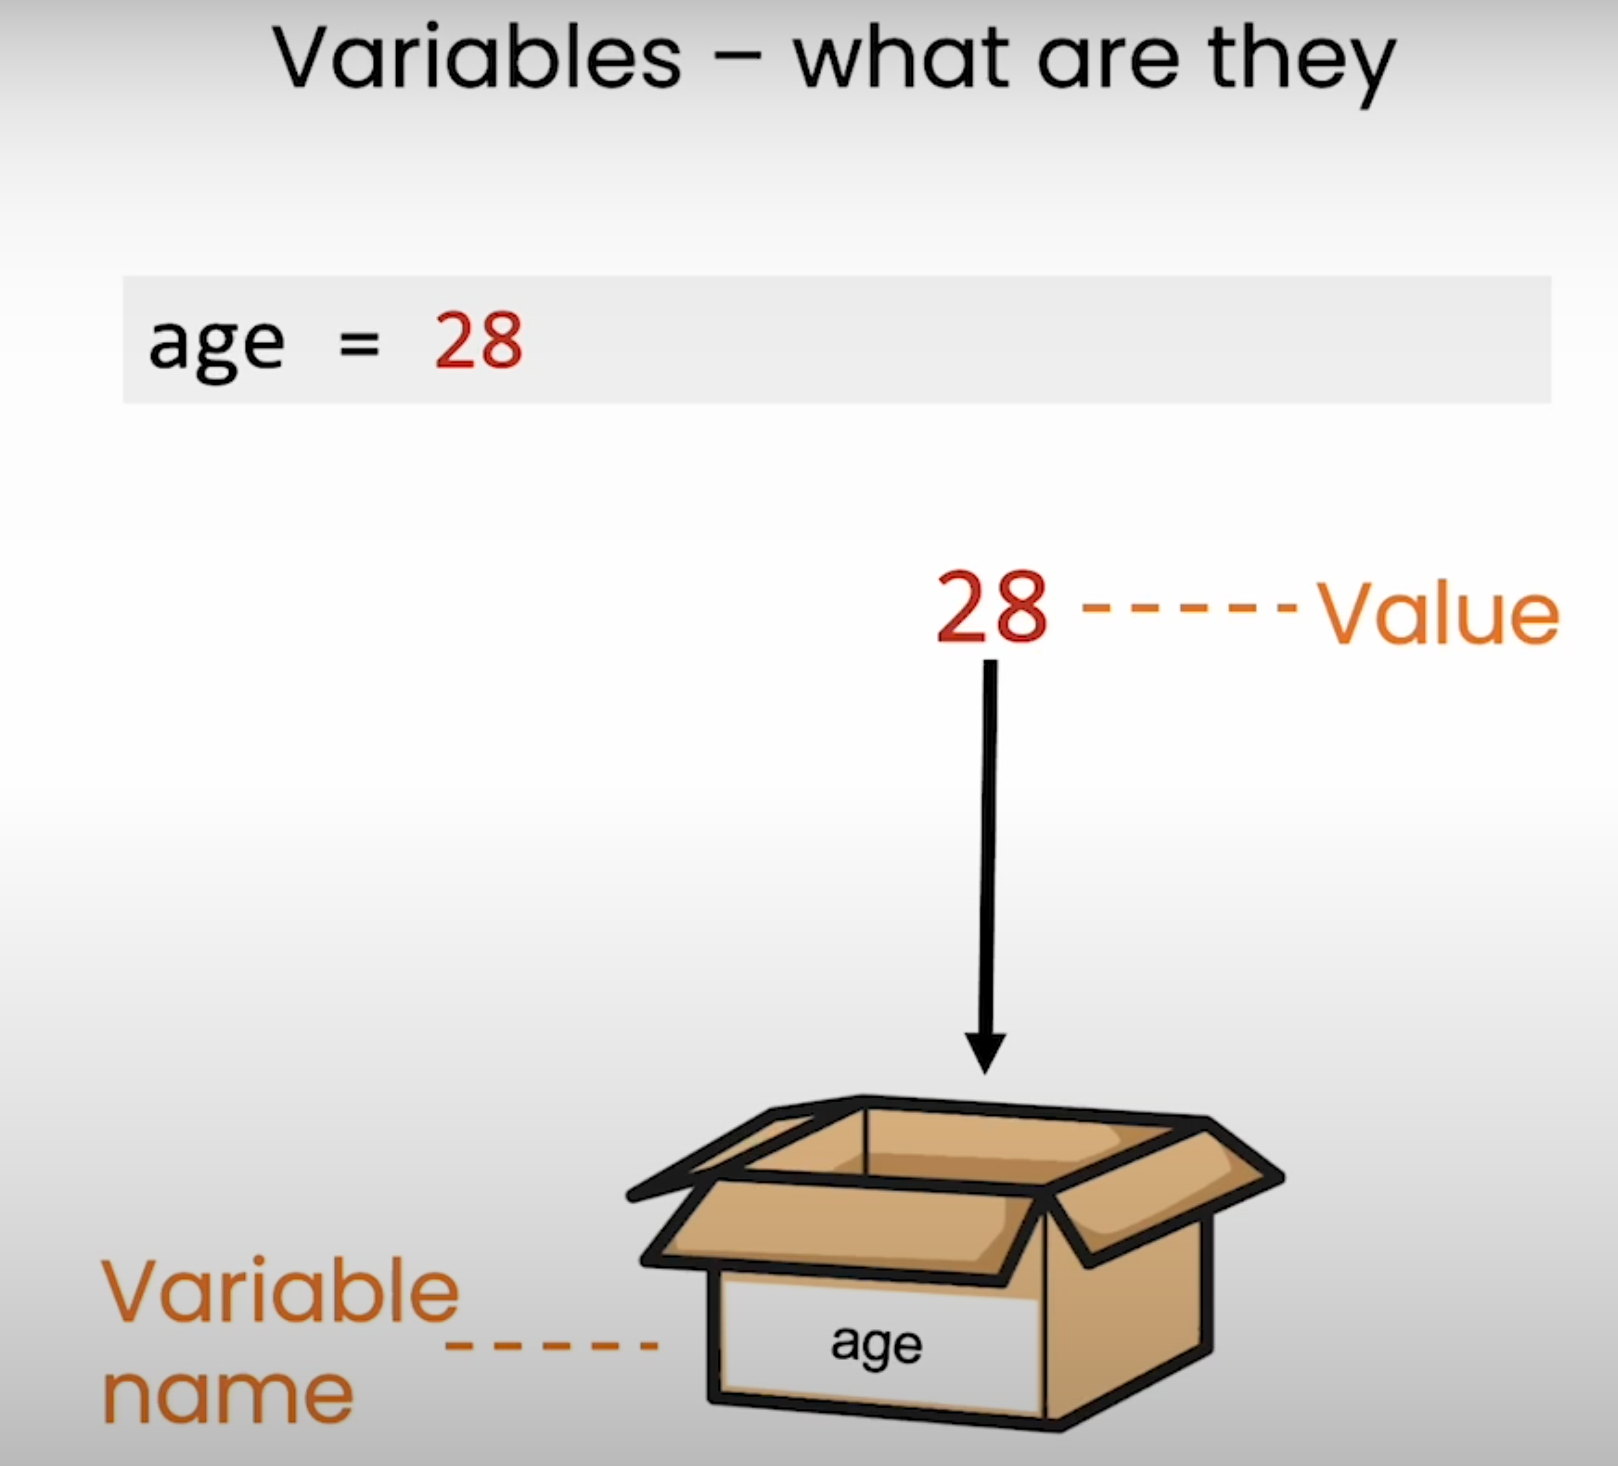 Variables – what are they
age = 28
28 ----- Value
Variable
name -----
age